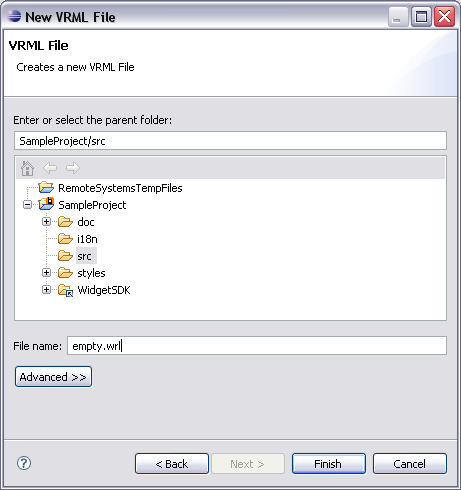 New VRML File
VRML File
Creates a new VRML File
Enter or select the parent folder:
SampleProject/src
RemoteSystemsTempFiles
SampleProject
doc
i18n
src
styles
WidgetSDK
File name: empty.wrl
Advanced >>
? < Back Next > Finish Cancel